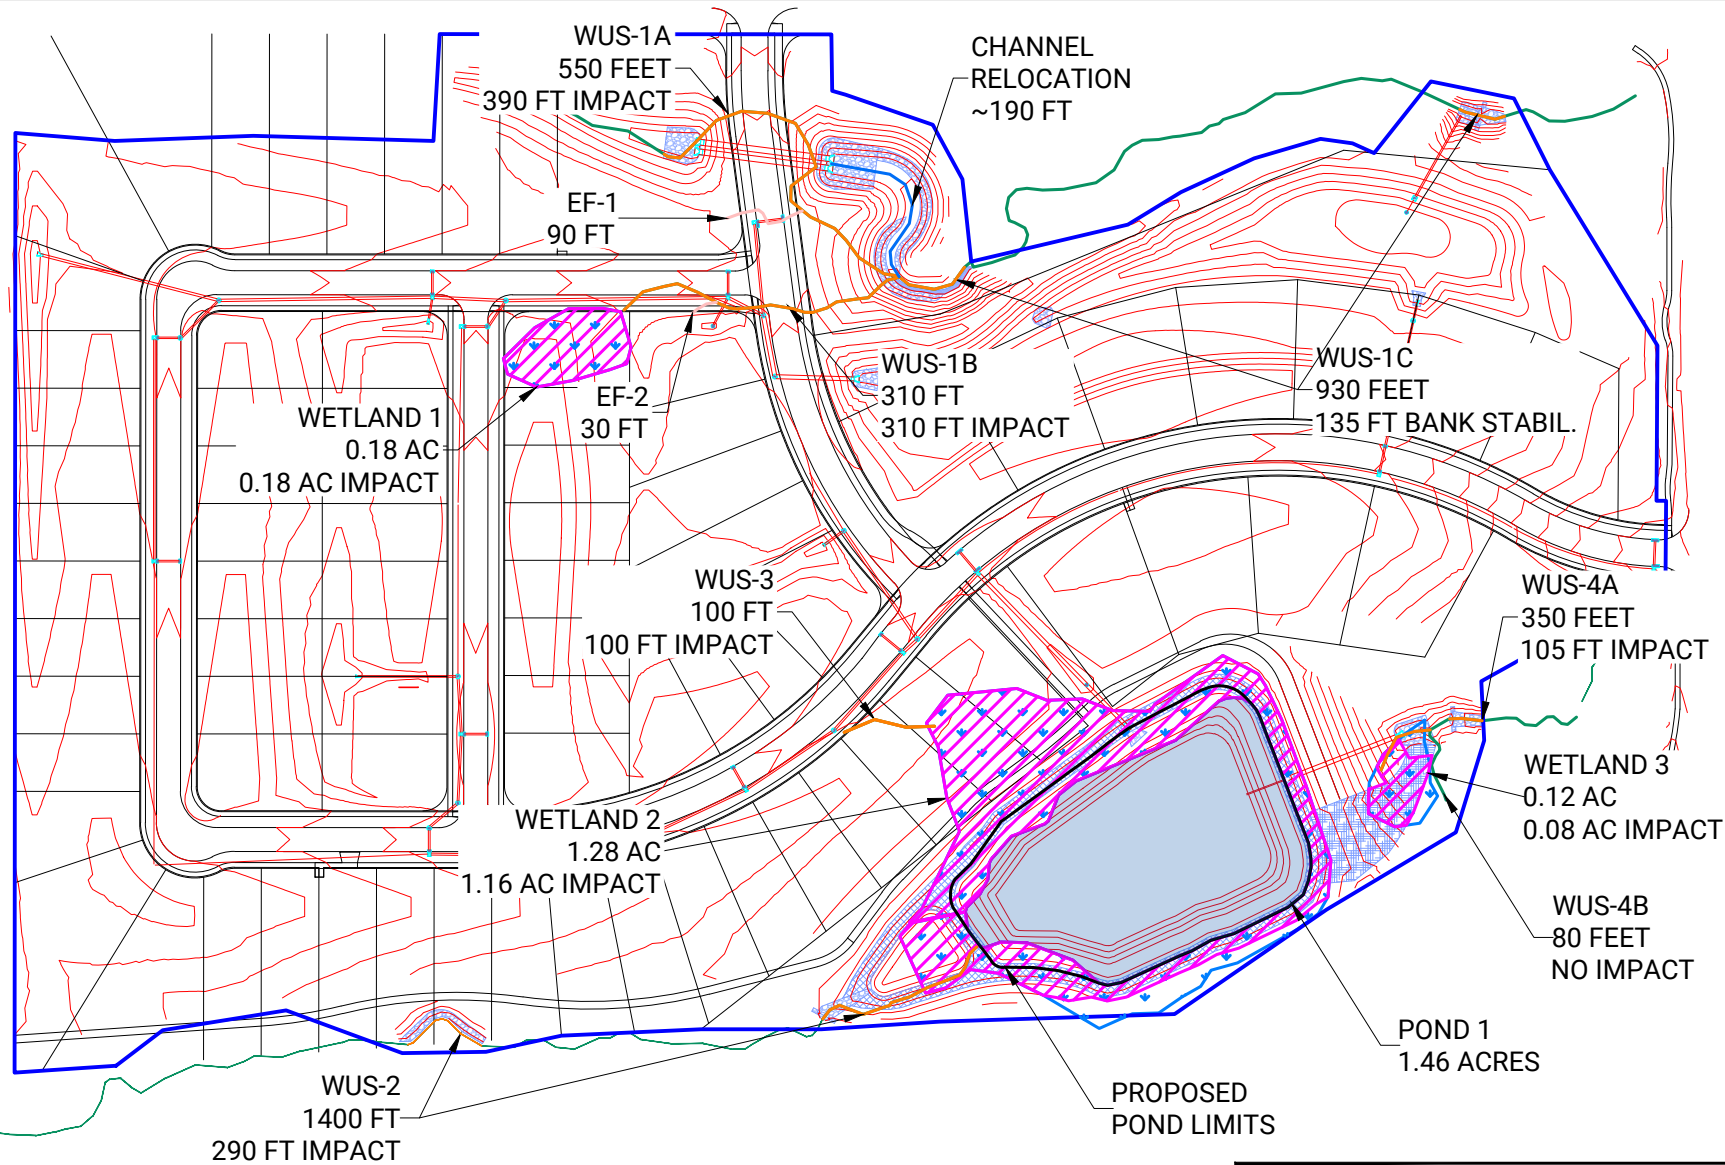 WUS-1A
550 FEET
390 FT IMPACT
CHANNEL
RELOCATION
~190 FT
EF-1
90 FT
WUS-1B
310 FT
310 FT IMPACT
WUS-1C
930 FEET
135 FT BANK STABIL.
EF-2
30 FT
WETLAND 1
0.18 AC
0.18 AC IMPACT
WUS-3
100 FT
100 FT IMPACT
WUS-4A
350 FEET
105 FT IMPACT
WETLAND 3
0.12 AC
0.08 AC IMPACT
WETLAND 2
1.28 AC
1.16 AC IMPACT
WUS-4B
80 FEET
NO IMPACT
POND 1
1.46 ACRES
PROPOSED
POND LIMITS
WUS-2
1400 FT
290 FT IMPACT